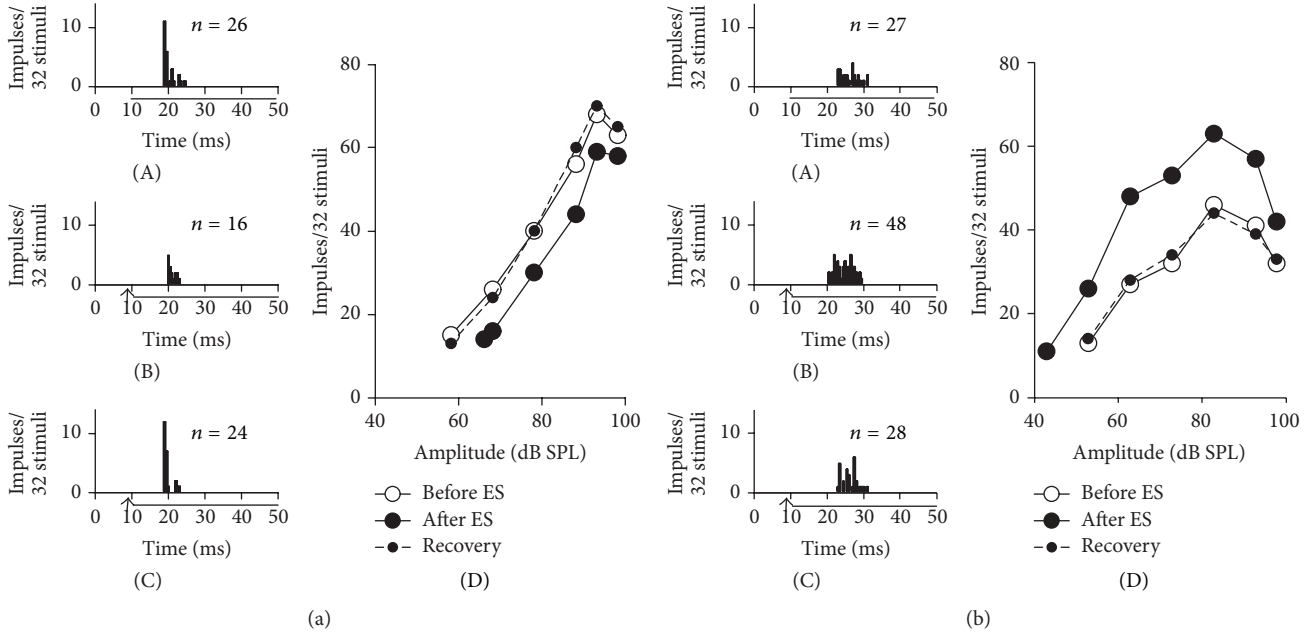 Impulses/
32 stimuli
10
0
n = 26
0 10 20 30 40 50
Time (ms)
(A)
Impulses/
32 stimuli
10
0
n = 16
0 10 20 30 40 50
Time (ms)
(B)
Impulses/
32 stimuli
10
0
n = 24
0 10 20 30 40 50
Time (ms)
(C)
Impulses/32 stimuli
80
60
40
20
0
40 60 80 100
Amplitude (dB SPL)
Before ES
After ES
Recovery
(D)
(a)
Impulses/
32 stimuli
10
0
n = 27
0 10 20 30 40 50
Time (ms)
(A)
Impulses/
32 stimuli
10
0
n = 48
0 10 20 30 40 50
Time (ms)
(B)
Impulses/
32 stimuli
10
0
n = 28
0 10 20 30 40 50
Time (ms)
(C)
Impulses/32 stimuli
80
60
40
20
0
40 60 80 100
Amplitude (dB SPL)
Before ES
After ES
Recovery
(D)
(b)